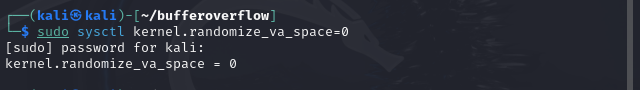 ┌──(kali㉿kali)-[~/bufferoverflow]
└─$ sudo sysctl kernel.randomize_va_space=0
[sudo] password for kali:
kernel.randomize_va_space = 0